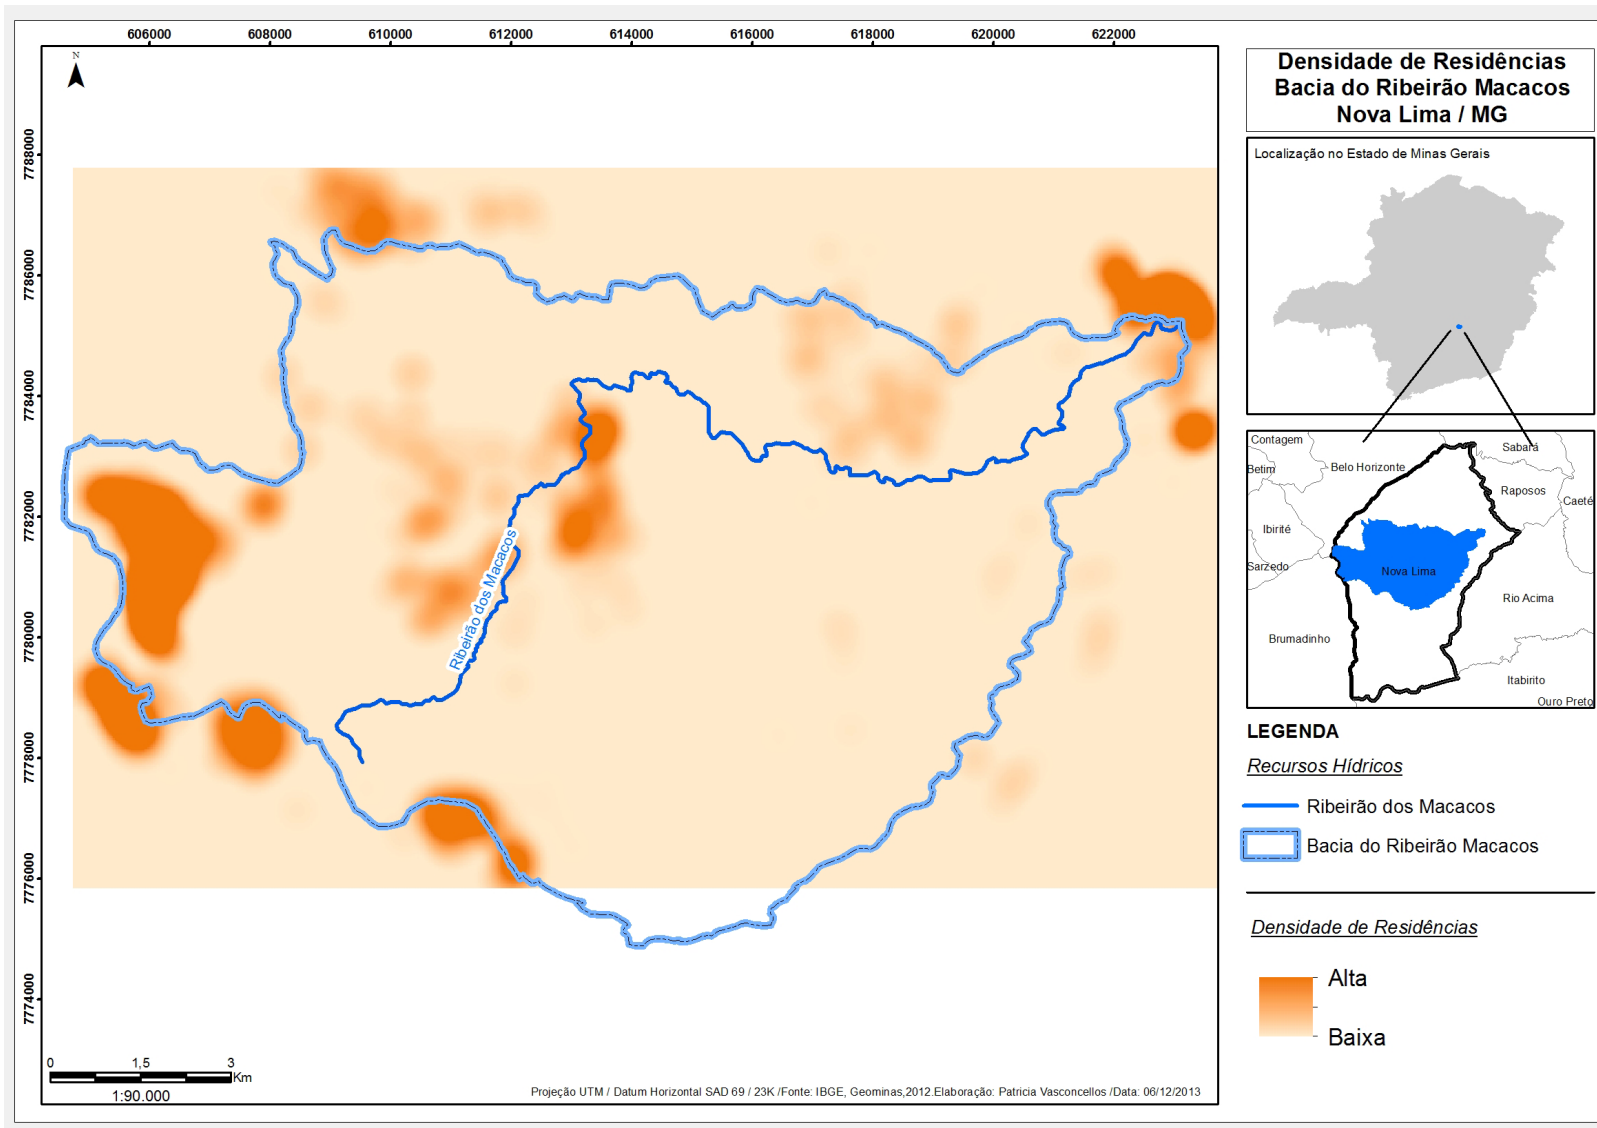 606000 608000 610000 612000 614000 616000 618000 620000 622000
N
7788000
7786000
7784000
7782000
7780000
7778000
7776000
7774000
Ribeirão dos Macacos
0 1,5 3
Km
1:90.000
Projeção UTM / Datum Horizontal SAD 69 / 23K /Fonte: IBGE, Geominas,2012.Elaboração: Patricia Vasconcellos /Data: 06/12/2013
Densidade de Residências
Bacia do Ribeirão Macacos
Nova Lima / MG
Localização no Estado de Minas Gerais
Contagem
Sabará
Betim
Belo Horizonte
Raposos
Caeté
Ibirité
Sarzedo
Nova Lima
Rio Acima
Brumadinho
Itabirito
Ouro Preto
LEGENDA
Recursos Hídricos
Ribeirão dos Macacos
Bacia do Ribeirão Macacos
Densidade de Residências
Alta
Baixa